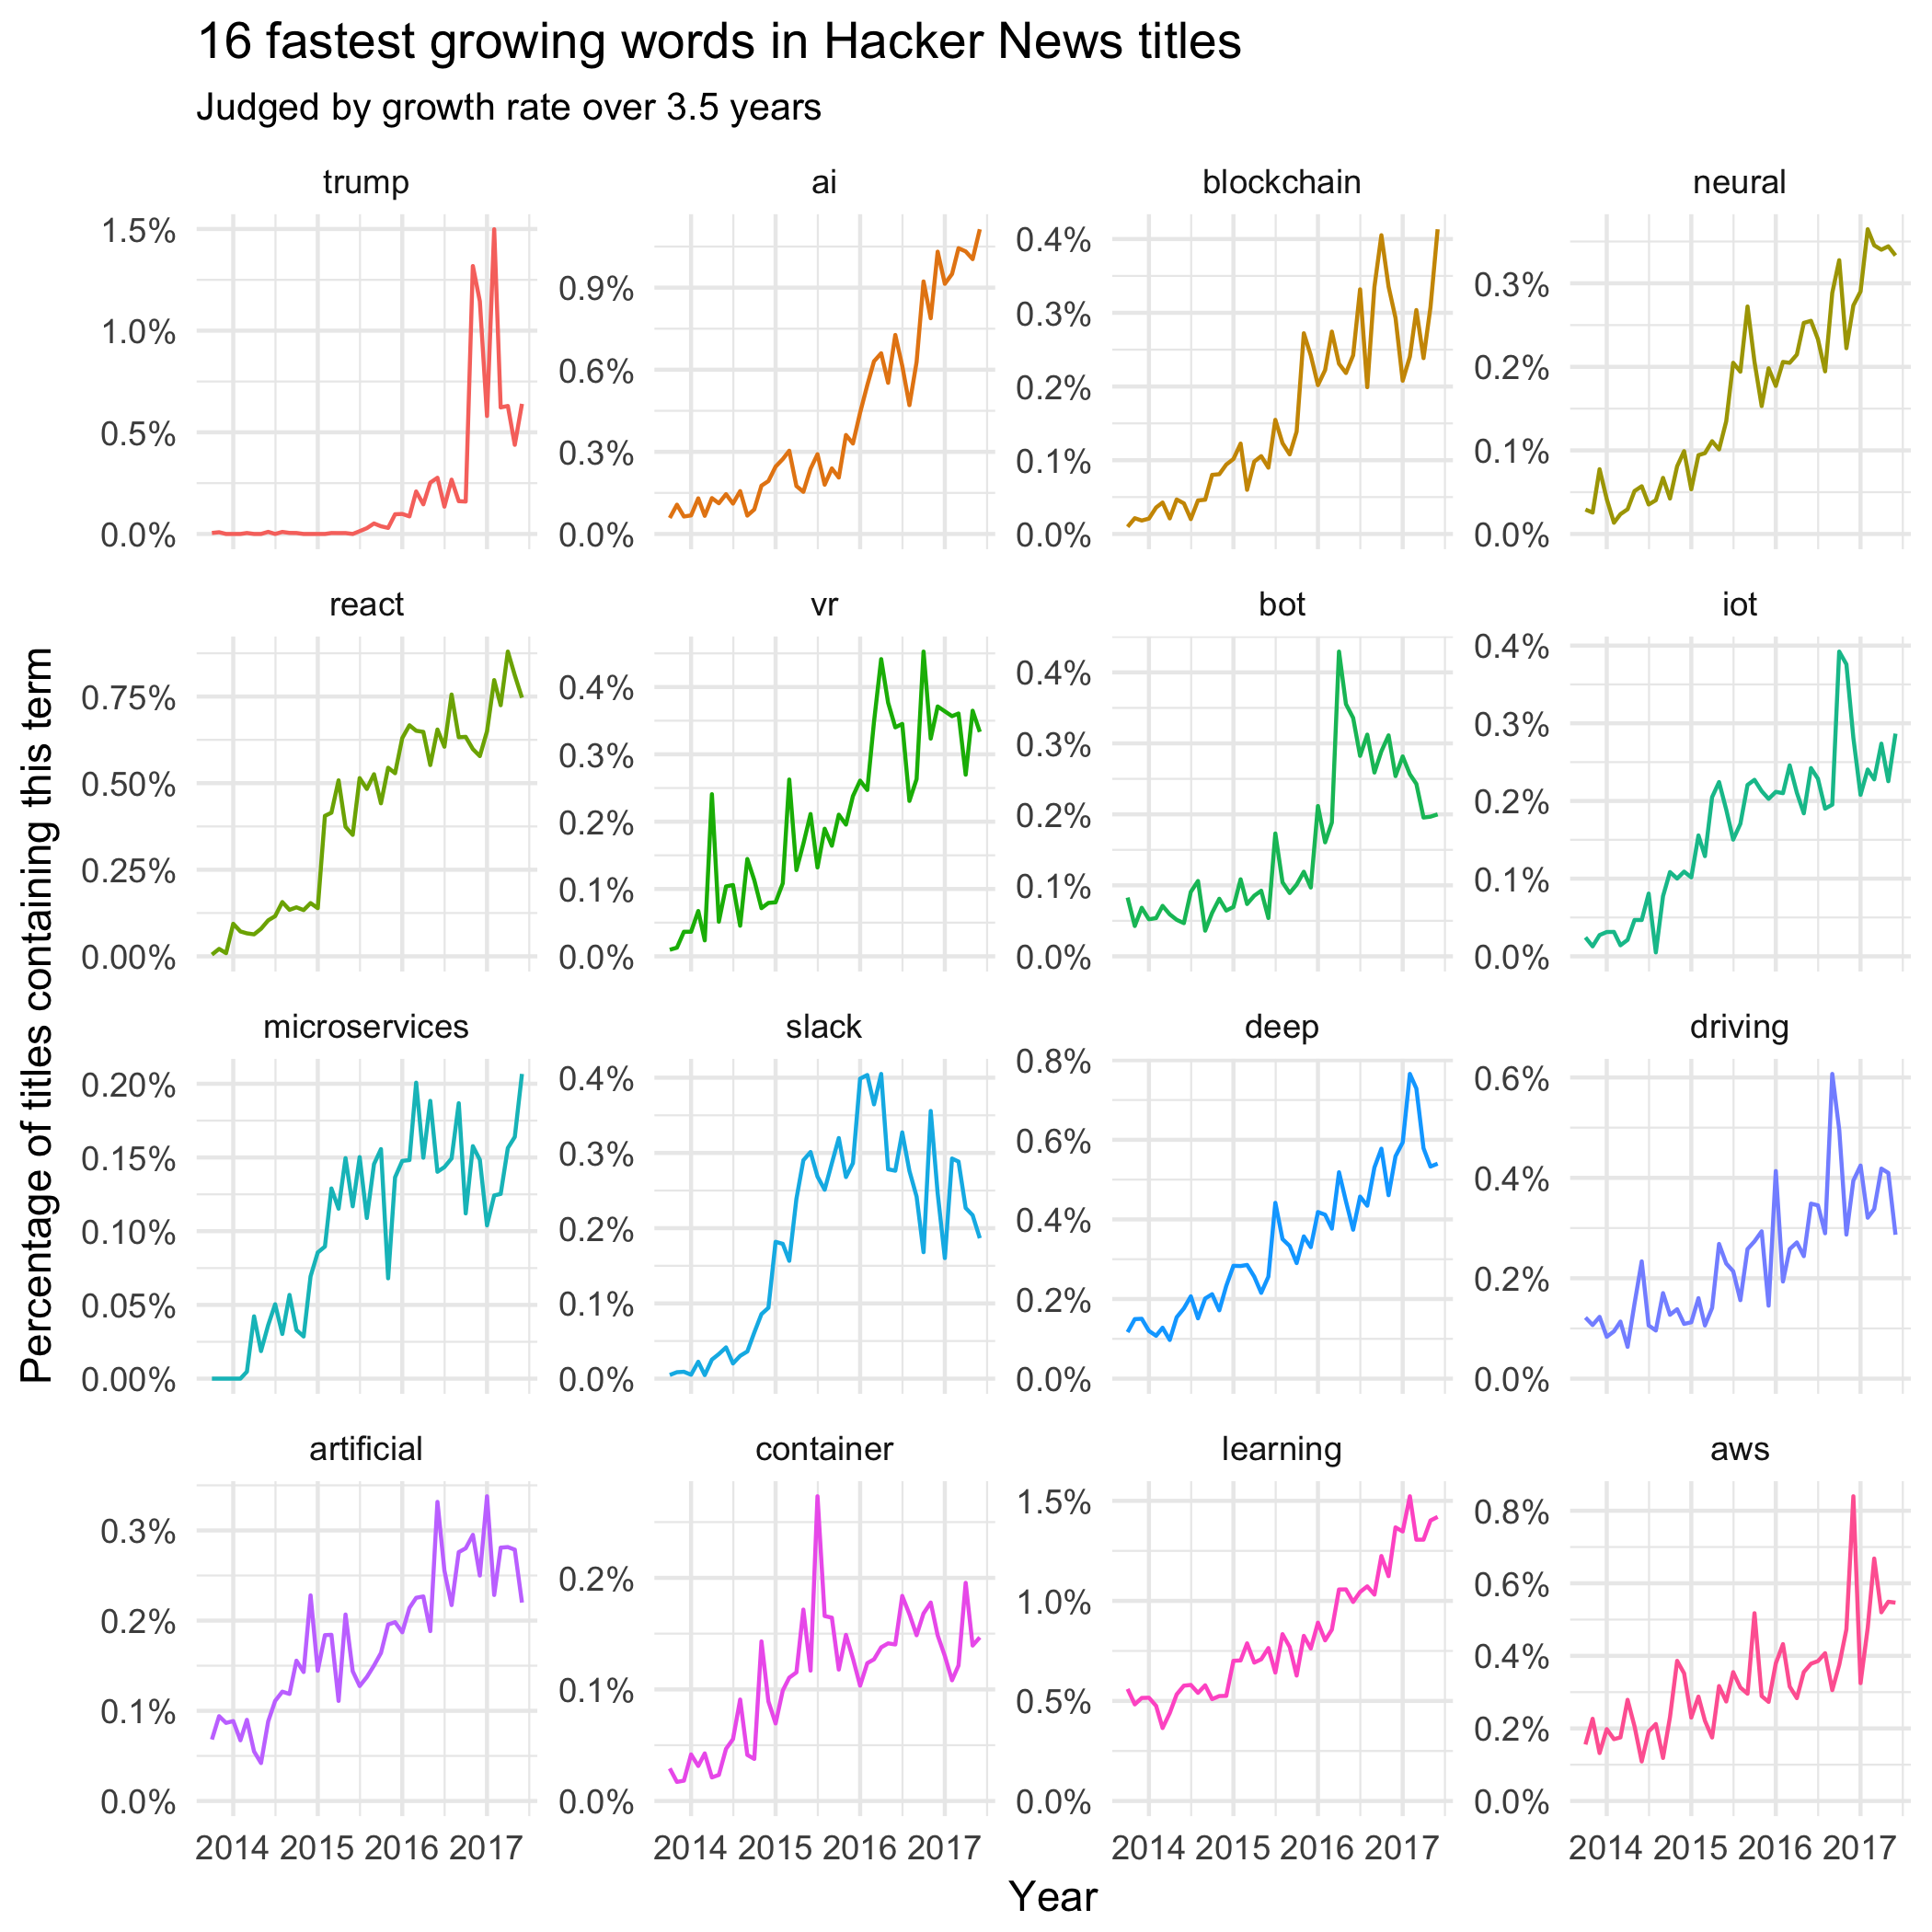 16 fastest growing words in Hacker News titles
Judged by growth rate over 3.5 years
trump
ai
blockchain
neural
1.5%
1.0%
0.5%
0.0%
0.9%
0.6%
0.3%
0.0%
0.4%
0.3%
0.2%
0.1%
0.0%
0.3%
0.2%
0.1%
0.0%
react
vr
bot
iot
0.75%
0.50%
0.25%
0.00%
0.4%
0.3%
0.2%
0.1%
0.0%
0.4%
0.3%
0.2%
0.1%
0.0%
0.4%
0.3%
0.2%
0.1%
0.0%
Percentage of titles containing this term
microservices
slack
deep
driving
0.20%
0.15%
0.10%
0.05%
0.00%
0.4%
0.3%
0.2%
0.1%
0.0%
0.8%
0.6%
0.4%
0.2%
0.0%
0.6%
0.4%
0.2%
0.0%
artificial
container
learning
aws
0.3%
0.2%
0.1%
0.0%
0.2%
0.1%
0.0%
1.5%
1.0%
0.5%
0.0%
0.8%
0.6%
0.4%
0.2%
0.0%
2014 2015 2016 2017
2014 2015 2016 2017
2014 2015 2016 2017
2014 2015 2016 2017
Year